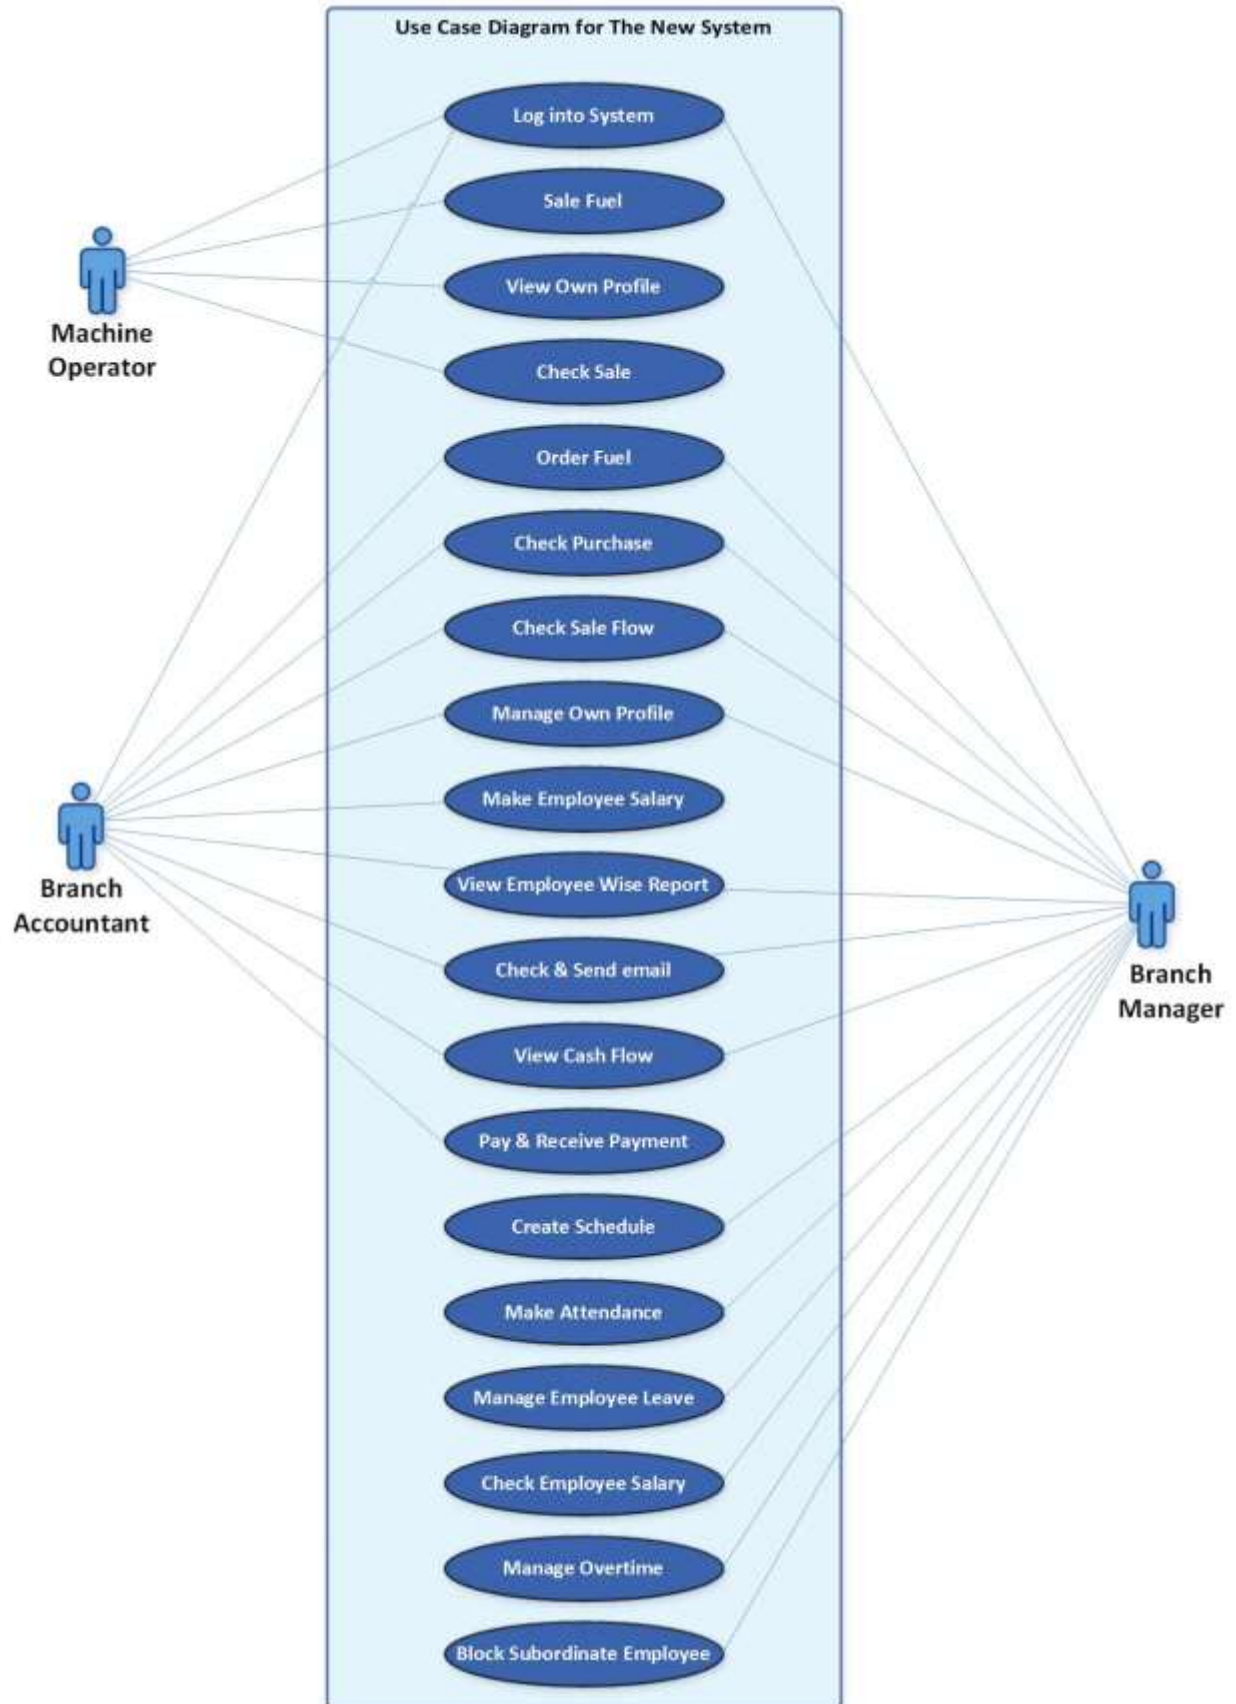 Use Case Diagram for The New System
Log into System
Sale Fuel
View Own Profile
Machine
Operator
Check Sale
Order Fuel
Check Purchase
Check Sale Flow
Manage Own Profile
Make Employee Salary
View Employee Wise Report
Branch
Accountant
Check & Send email
Branch
Manager
View Cash Flow
Pay & Receive Payment
Create Schedule
Make Attendance
Manage Employee Leave
Check Employee Salary
Manage Overtime
Block Subordinate Employee